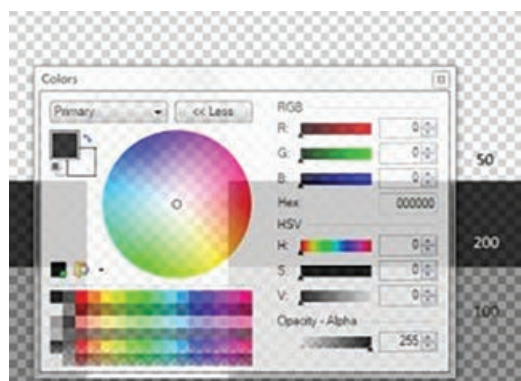 Colors
Primary
<< Less
RGB
R: 0
G: 0
B: 0
Hex: 000000
HSV
H: 0
S: 0
V: 0
Opacity - Alpha
255
50
200
100